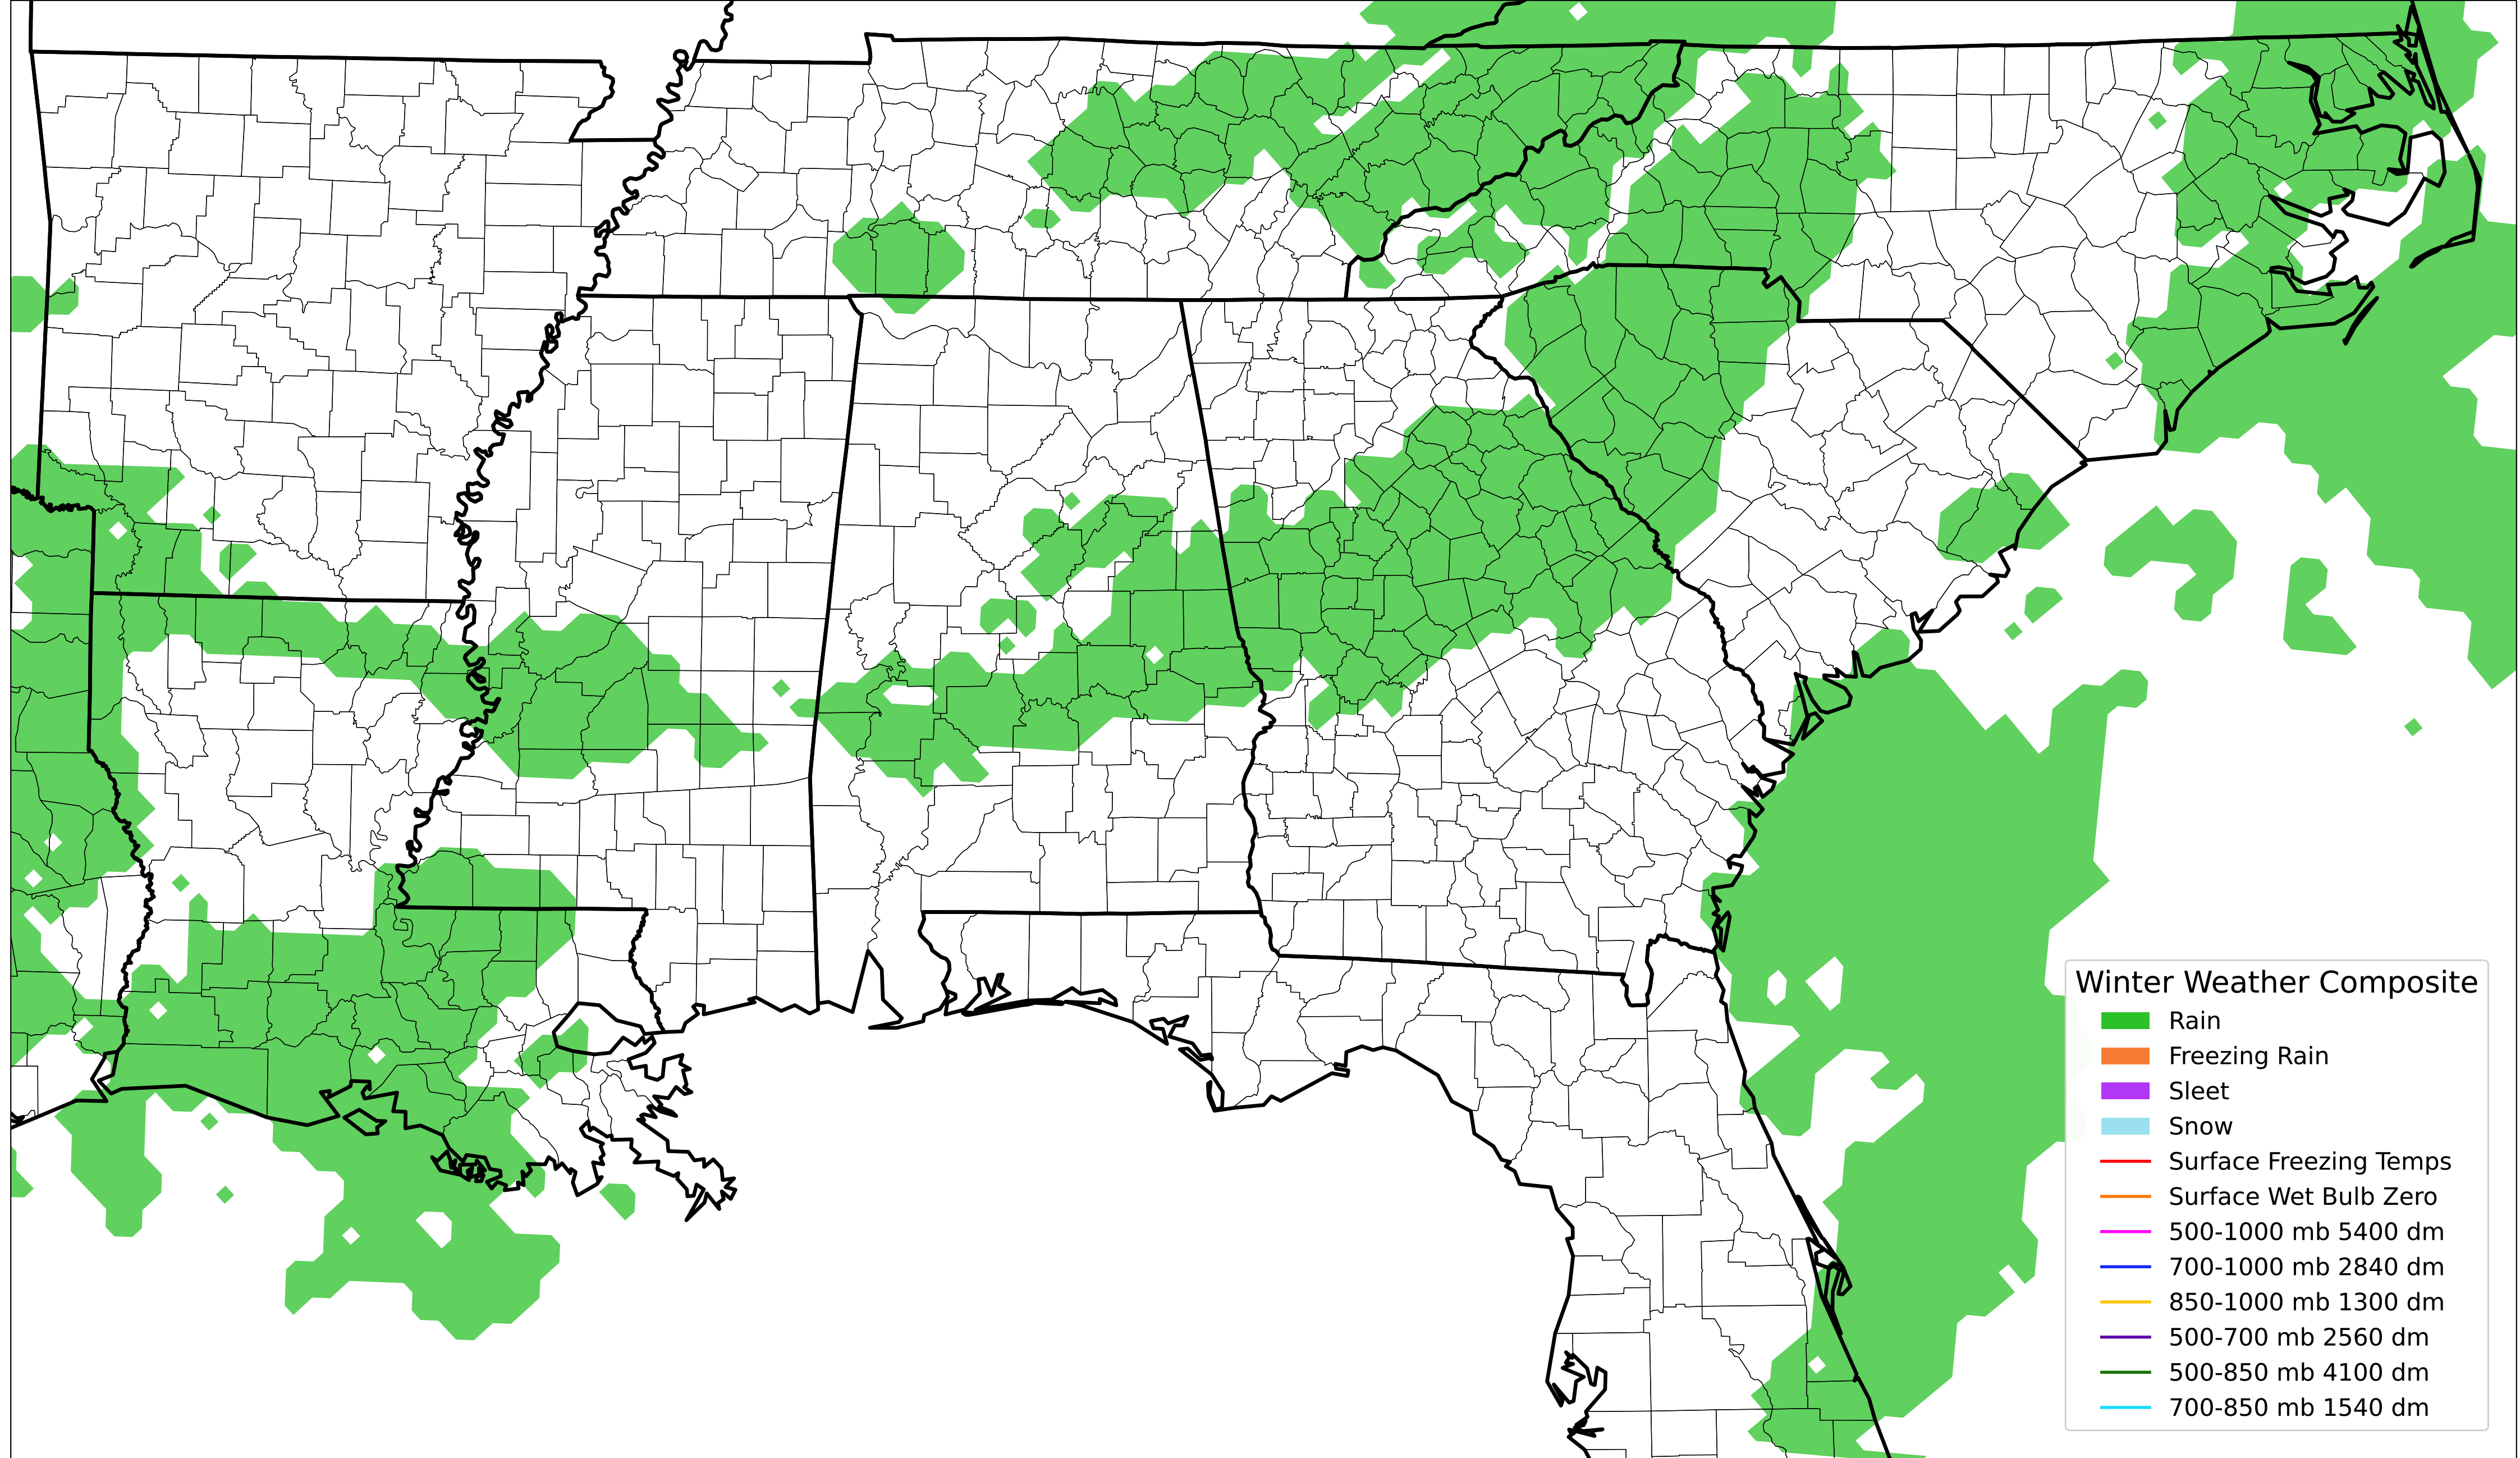 Winter Weather Composite
Rain
Freezing Rain
Sleet
Snow
Surface Freezing Temps
Surface Wet Bulb Zero
500-1000 mb 5400 dm
700-1000 mb 2840 dm
850-1000 mb 1300 dm
500-700 mb 2560 dm
500-850 mb 4100 dm
700-850 mb 1540 dm